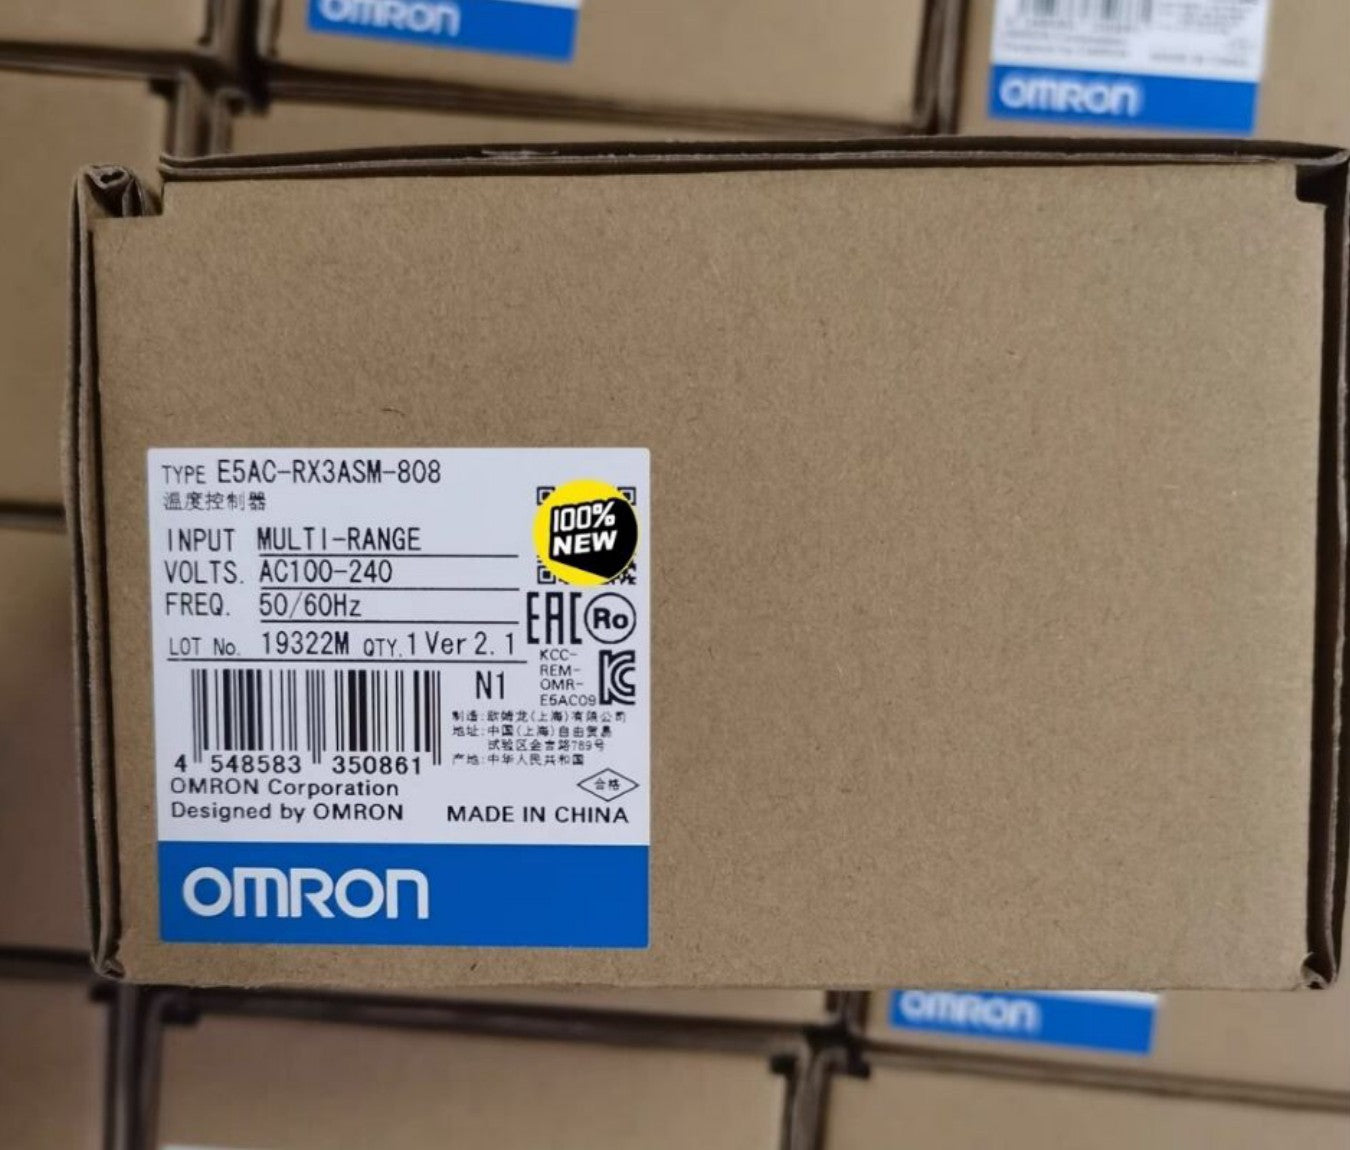 OMRON
OMRON
TYPE E5AC-RX3ASM-808
温度控制器
INPUT MULTI-RANGE
VOLTS. AC100-240
FREQ. 50/60Hz
LOT No. 19322M QTY.1 Ver 2.1
100%
NEW
EAC
Ro
KCC-
REM-
OMR-
E5AC09
KC
N1
制造:欧姆龙(上海)有限公司
地址:中国(上海)自由贸易
试验区金吉路789号
产地:中华人民共和国
4 548583 350861
合格
OMRON Corporation
Designed by OMRON
MADE IN CHINA
OMRON
OMRON